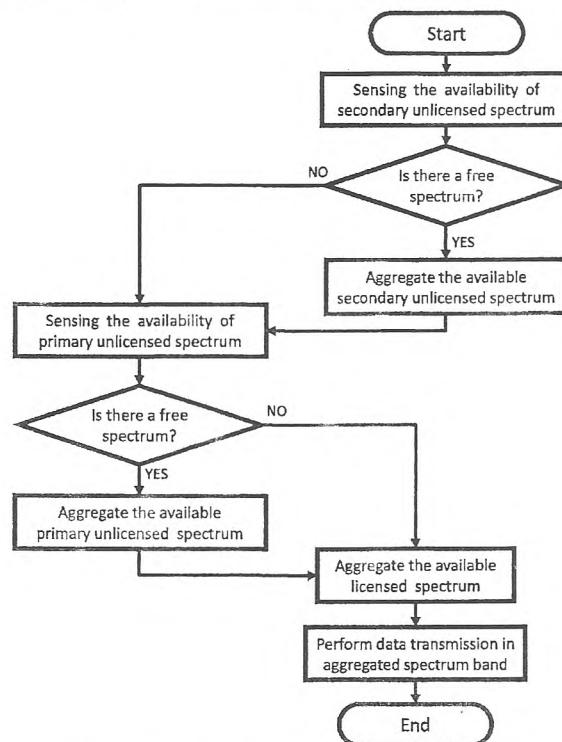 Start
Sensing the availability of
secondary unlicensed spectrum
Is there a free
spectrum?
NO
YES
Aggregate the available
secondary unlicensed spectrum
Sensing the availability of
primary unlicensed spectrum
Is there a free
spectrum?
NO
YES
Aggregate the available
primary unlicensed spectrum
Aggregate the available
licensed spectrum
Perform data transmission in
aggregated spectrum band
End